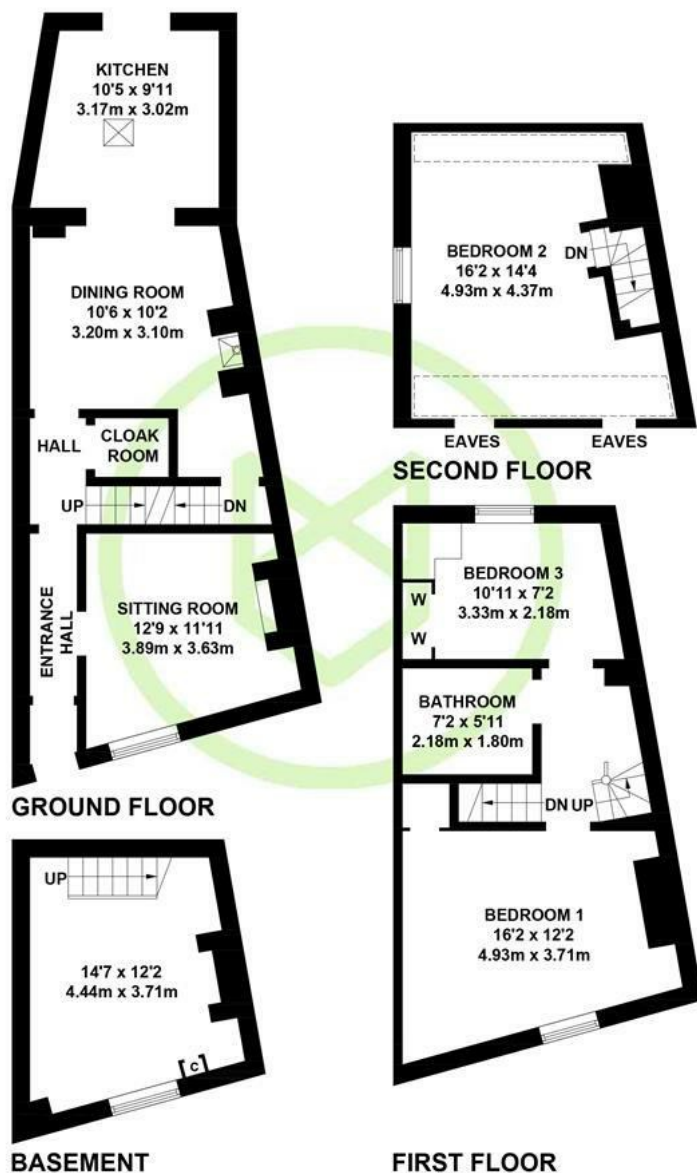 KITCHEN
10'5 x 9'11
3.17m x 3.02m
DINING ROOM
10'6 x 10'2
3.20m x 3.10m
HALL
CLOAK
ROOM
UP
DN
ENTRANCE
HALL
SITTING ROOM
12'9 x 11'11
3.89m x 3.63m
GROUND FLOOR
BEDROOM 2
16'2 x 14'4
4.93m x 4.37m
DN
EAVES
EAVES
SECOND FLOOR
BEDROOM 3
10'11 x 7'2
3.33m x 2.18m
W
W
BATHROOM
7'2 x 5'11
2.18m x 1.80m
DN UP
BEDROOM 1
16'2 x 12'2
4.93m x 3.71m
FIRST FLOOR
UP
14'7 x 12'2
4.44m x 3.71m
C
BASEMENT